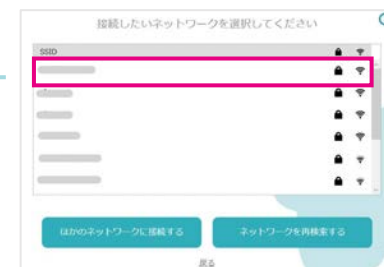 接続したいネットワークを選択してください
SSID
ほかのネットワークに接続する
ネットワークを再検索する
戻る